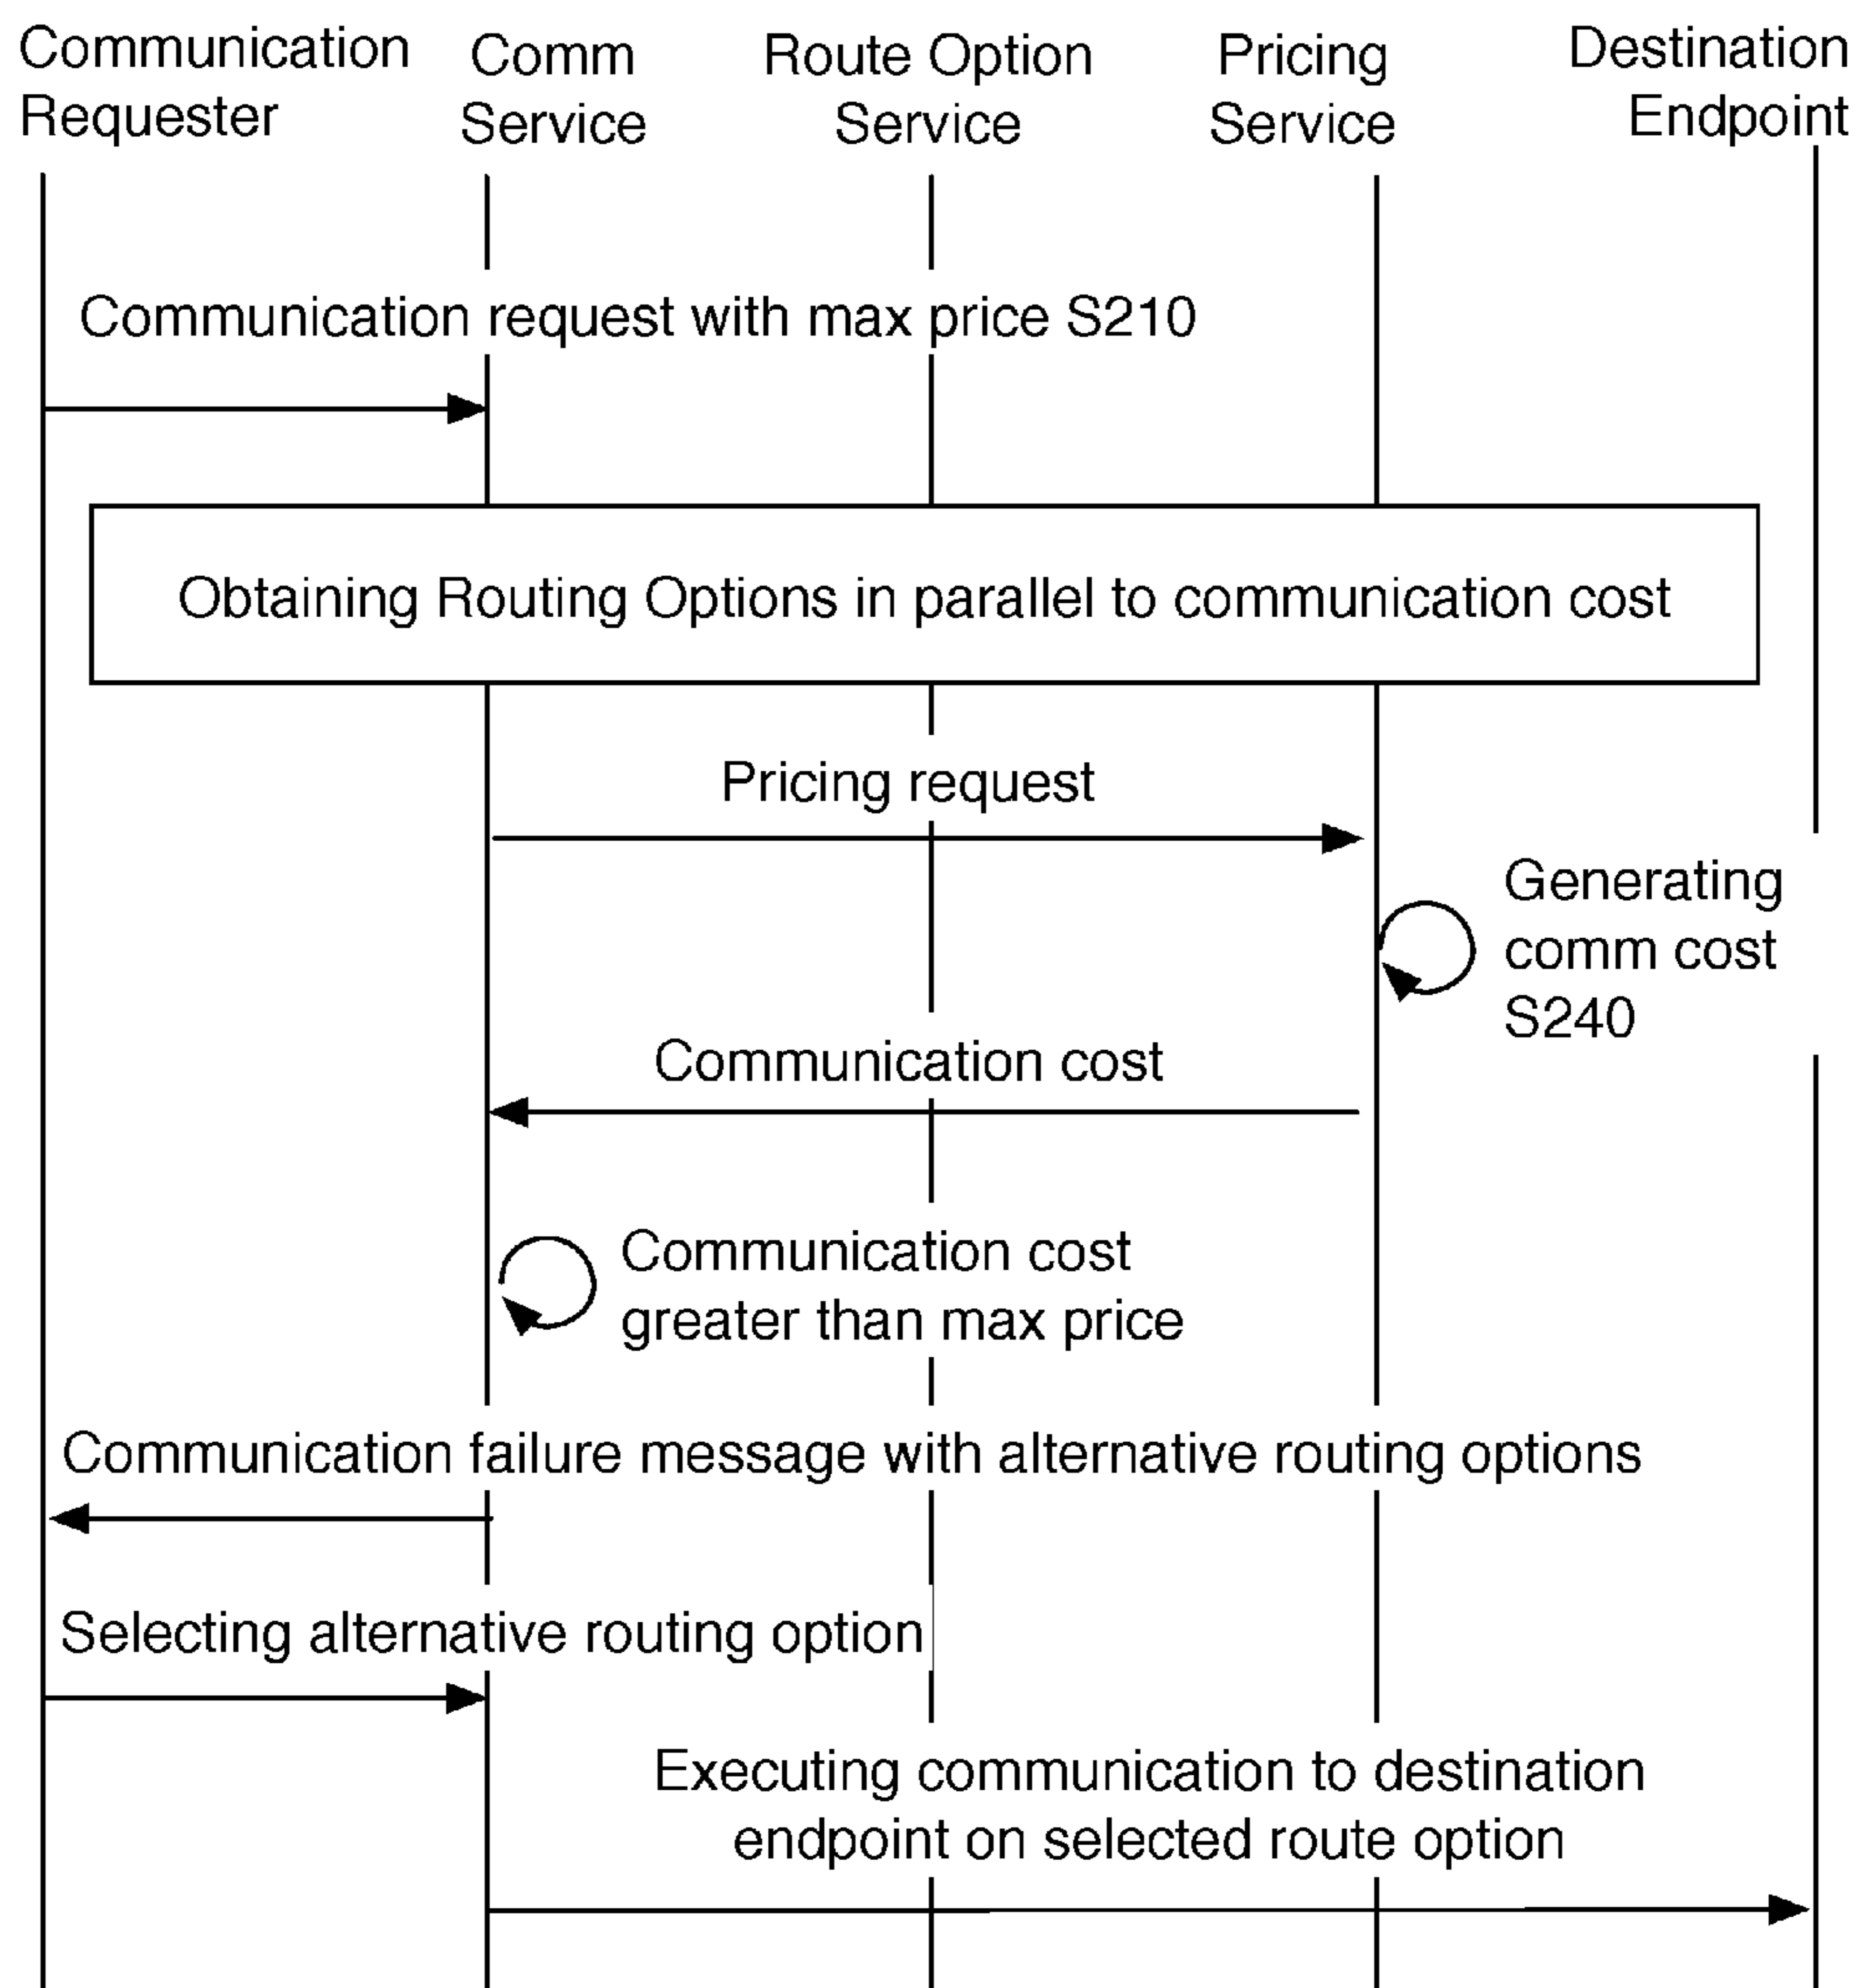 Communication
Requester
Comm
Service
Route Option
Service
Pricing
Service
Destination
Endpoint
Communication request with max price S210
Obtaining Routing Options in parallel to communication cost
Pricing request
Generating
comm cost
S240
Communication cost
Communication cost
greater than max price
Communication failure message with alternative routing options
Selecting alternative routing option
Executing communication to destination
endpoint on selected route option